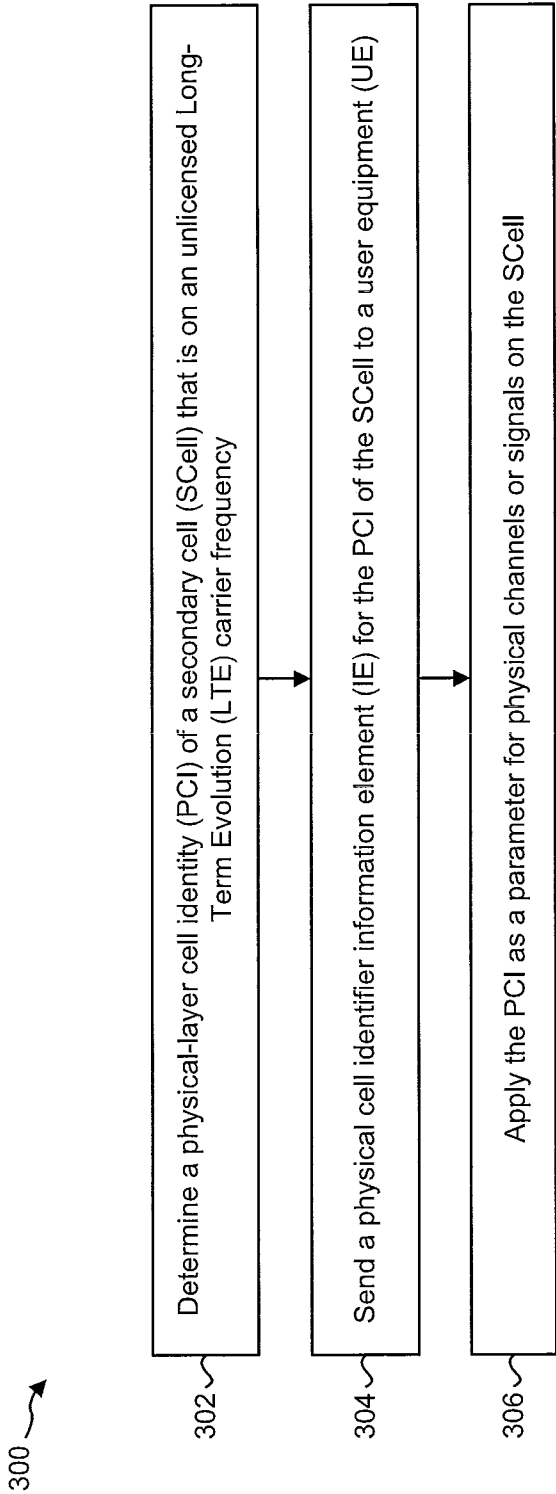 300
302
Determine a physical-layer cell identity (PCI) of a secondary cell (SCell) that is on an unlicensed Long-
Term Evolution (LTE) carrier frequency
304
Send a physical cell identifier information element (IE) for the PCI of the SCell to a user equipment (UE)
306
Apply the PCI as a parameter for physical channels or signals on the SCell